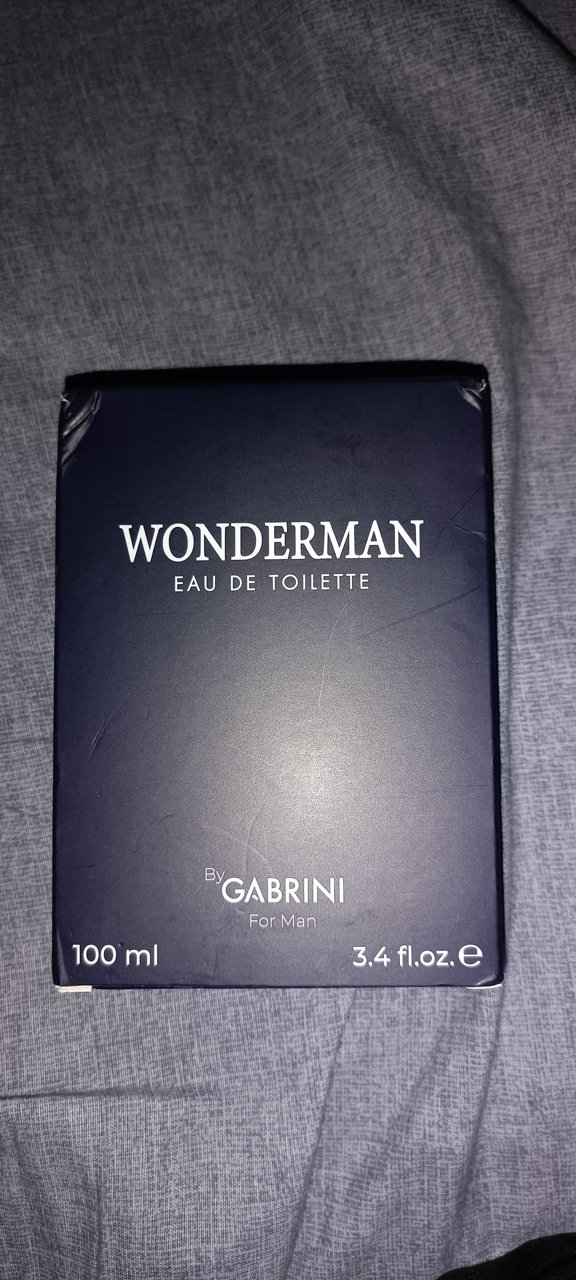 WONDERMAN
EAU DE TOILETTE
By GABRINI
For Man
100 ml 3.4 fl.oz. ℮